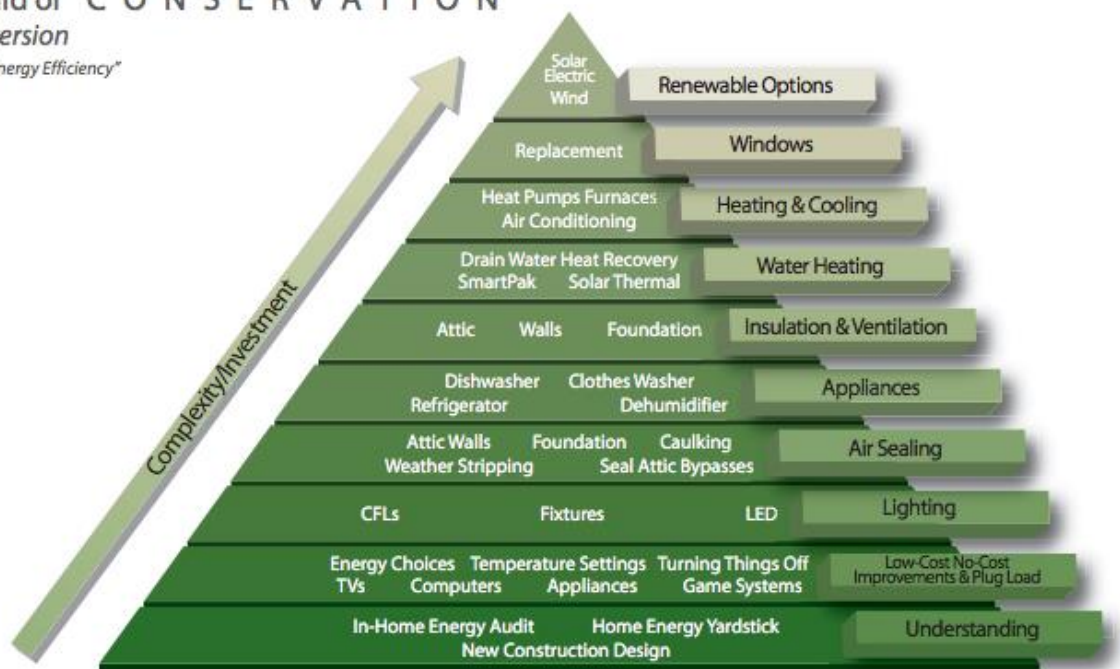 of C O N S E R V A T I O N
Energy Efficiency"
Solar
Electric
Wind
Renewable Options
Replacement
Windows
Heat Pumps Furnaces
Air Conditioning
Heating & Cooling
Drain Water Heat Recovery
SmartPak Solar Thermal
Water Heating
Attic Walls Foundation
Insulation & Ventilation
Dishwasher Clothes Washer
Refrigerator Dehumidifier
Appliances
Attic Walls Foundation Caulking
Weather Stripping Seal Attic Bypasses
Air Sealing
CFLs Fixtures LED
Lighting
Energy Choices Temperature Settings Turning Things Off
TVs Computers Appliances Game Systems
Low-Cost No-Cost
Improvements & Plug Load
In-Home Energy Audit Home Energy Yardstick
New Construction Design
Understanding
Complexity/Investment